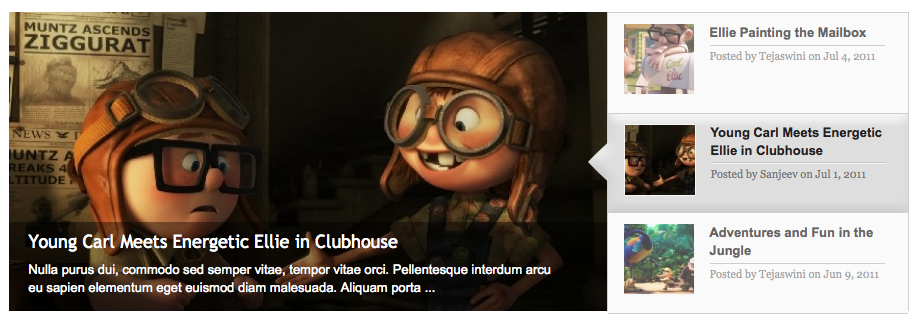 MUNTZ ASCENDS
ZIGGURAT
NEWS
MUNTZ A
REAKS 4
LTITUDE
Young Carl Meets Energetic Ellie in Clubhouse
Nulla purus dui, commodo sed semper vitae, tempor vitae orci. Pellentesque interdum arcu
eu sapien elementum eget euismod diam malesuada. Aliquam porta ...
Ellie Painting the Mailbox
Posted by Tejaswini on Jul 4, 2011
Young Carl Meets Energetic
Ellie in Clubhouse
Posted by Sanjeev on Jul 1, 2011
Adventures and Fun in the
Jungle
Posted by Tejaswini on Jun 9, 2011